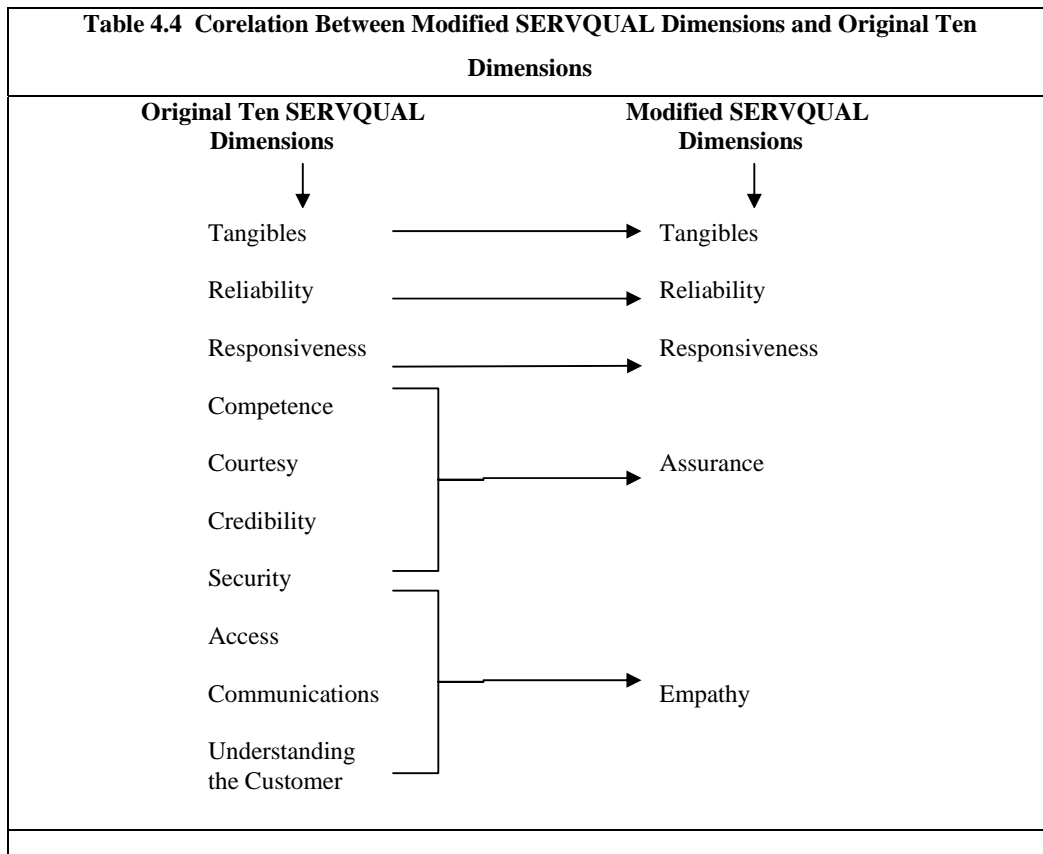 Table 4.4 Corelation Between Modified SERVQUAL Dimensions and Original Ten
Dimensions
Original Ten SERVQUAL
Dimensions
Modified SERVQUAL
Dimensions
Tangibles
Tangibles
Reliability
Reliability
Responsiveness
Responsiveness
Competence
Courtesy
Assurance
Credibility
Security
Access
Communications
Empathy
Understanding
the Customer